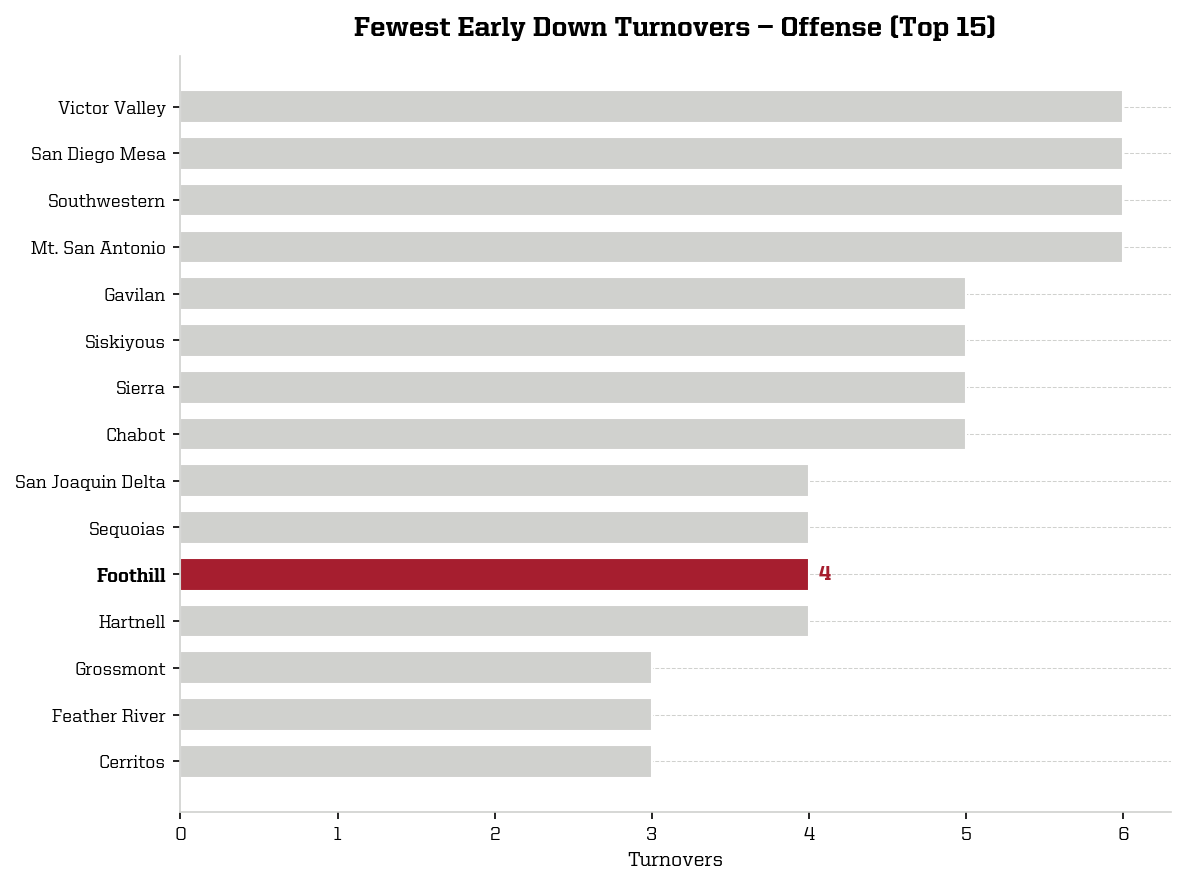 Fewest Early Down Turnovers – Offense (Top 15)
Victor Valley
San Diego Mesa
Southwestern
Mt. San Antonio
Gavilan
Siskiyous
Sierra
Chabot
San Joaquin Delta
Sequoias
Foothill 4
Hartnell
Grossmont
Feather River
Cerritos
0 1 2 3 4 5 6
Turnovers